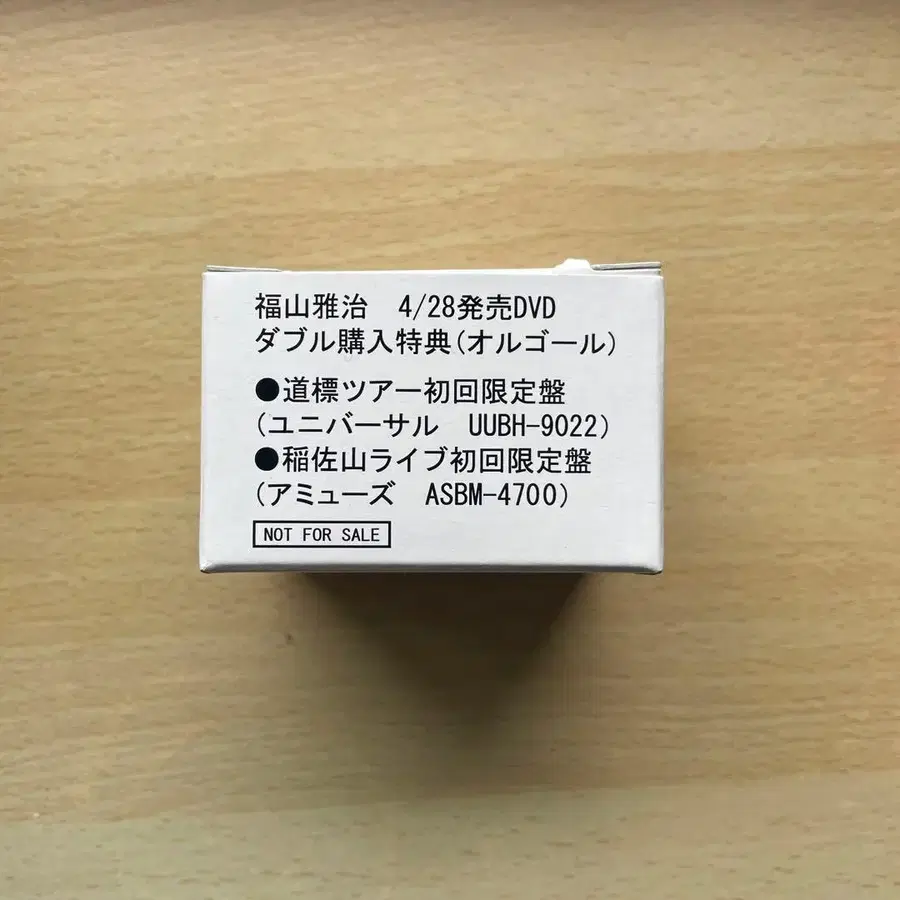 福山雅治　4/28発売DVD
ダブル購入特典(オルゴール)
●道標ツアー初回限定盤
(ユニバーサル　UUBH-9022)
●稲佐山ライブ初回限定盤
(アミューズ　ASBM-4700)
NOT FOR SALE